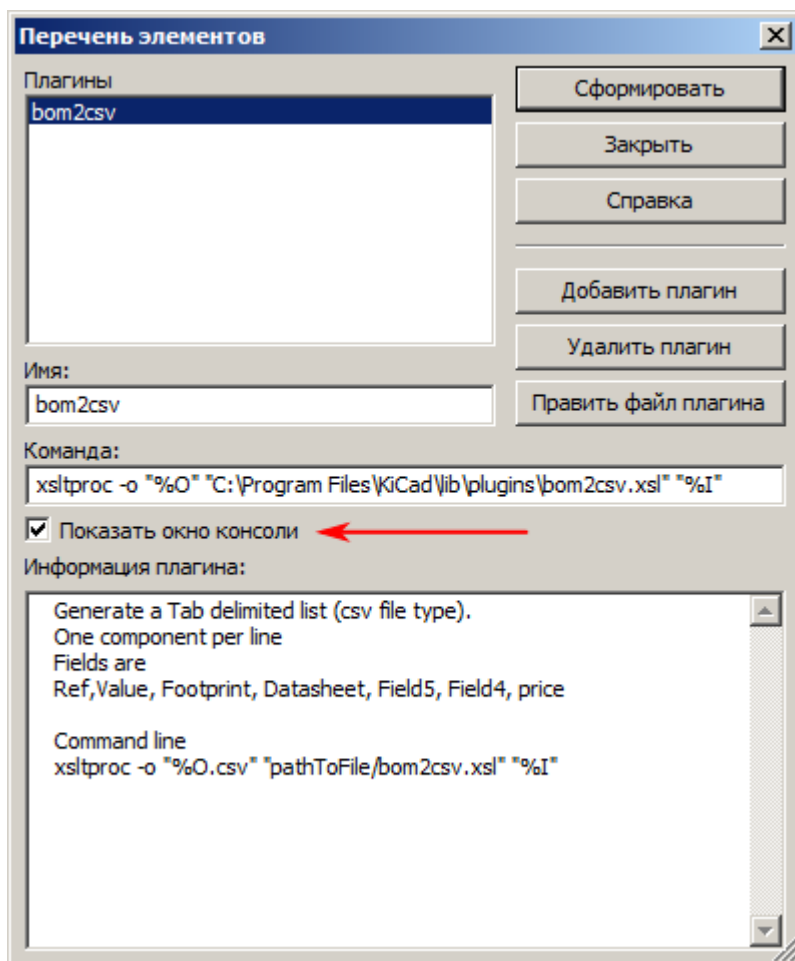 Перечень элементов
Плагины
bom2csv
Сформировать
Закрыть
Справка
Добавить плагин
Удалить плагин
Править файл плагина
Имя:
bom2csv
Команда:
xsltproc -o "%O" "C:\Program Files\KiCad\lib\plugins\bom2csv.xsl" "%I"
Показать окно консоли
Информация плагина:
Generate a Tab delimited list (csv file type).
One component per line
Fields are
Ref,Value, Footprint, Datasheet, Field5, Field4, price
Command line
xsltproc -o "%O.csv" "pathToFile/bom2csv.xsl" "%I"